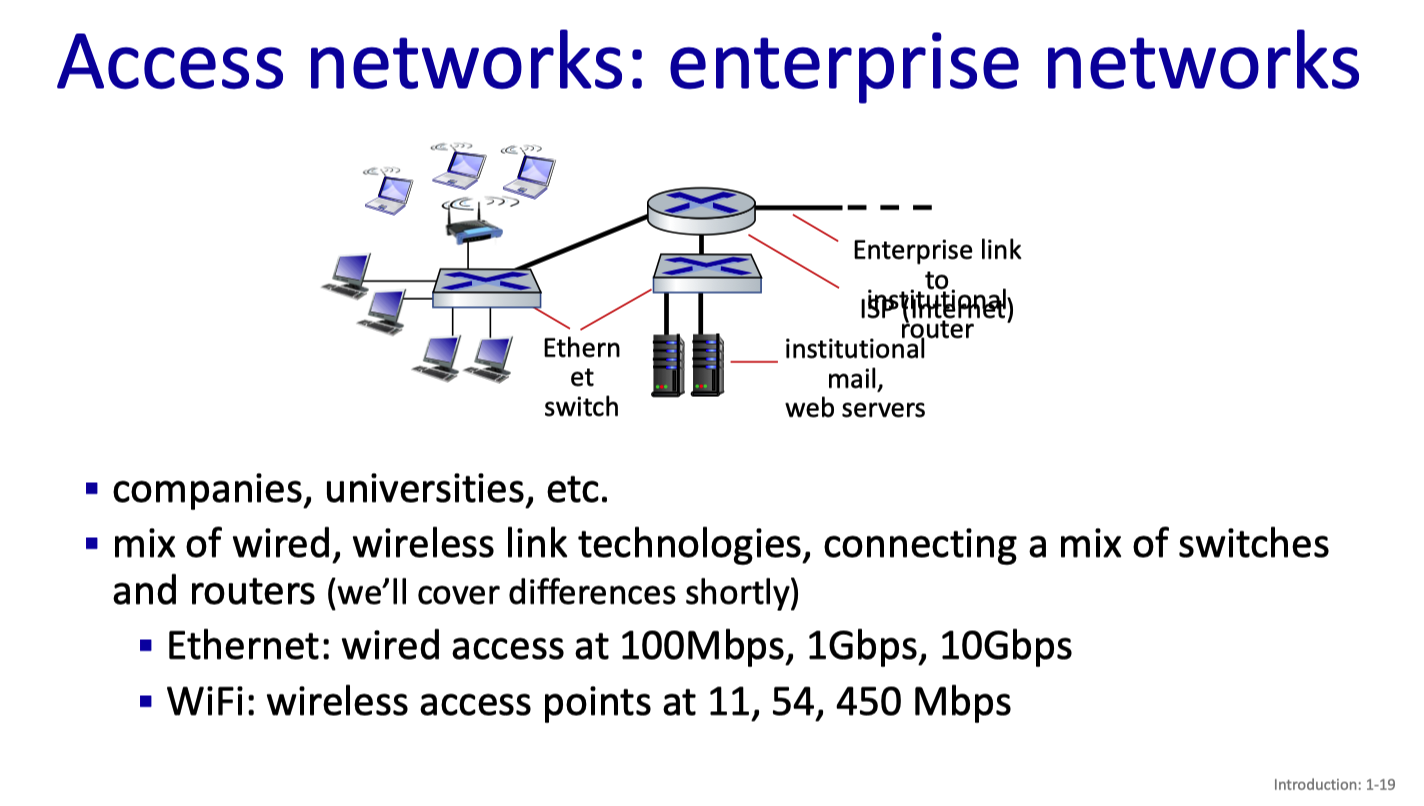 Access networks: enterprise networks
Enterprise link
to
ISP (Internet)
institutional
router
Ethern
et
switch
institutional
mail,
web servers
▪ companies, universities, etc.
▪ mix of wired, wireless link technologies, connecting a mix of switches
and routers (we’ll cover differences shortly)
▪ Ethernet: wired access at 100Mbps, 1Gbps, 10Gbps
▪ WiFi: wireless access points at 11, 54, 450 Mbps
Introduction: 1-19